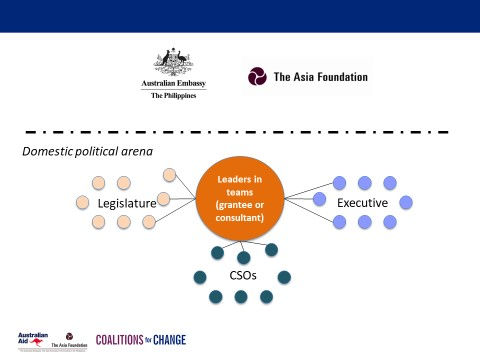 Australian Embassy
The Philippines
The Asia Foundation
Domestic political arena
Leaders in
teams
(grantee or
consultant)
Legislature
Executive
CSOs
Australian
Aid
The Asia Foundation
COALITIONS for CHANGE